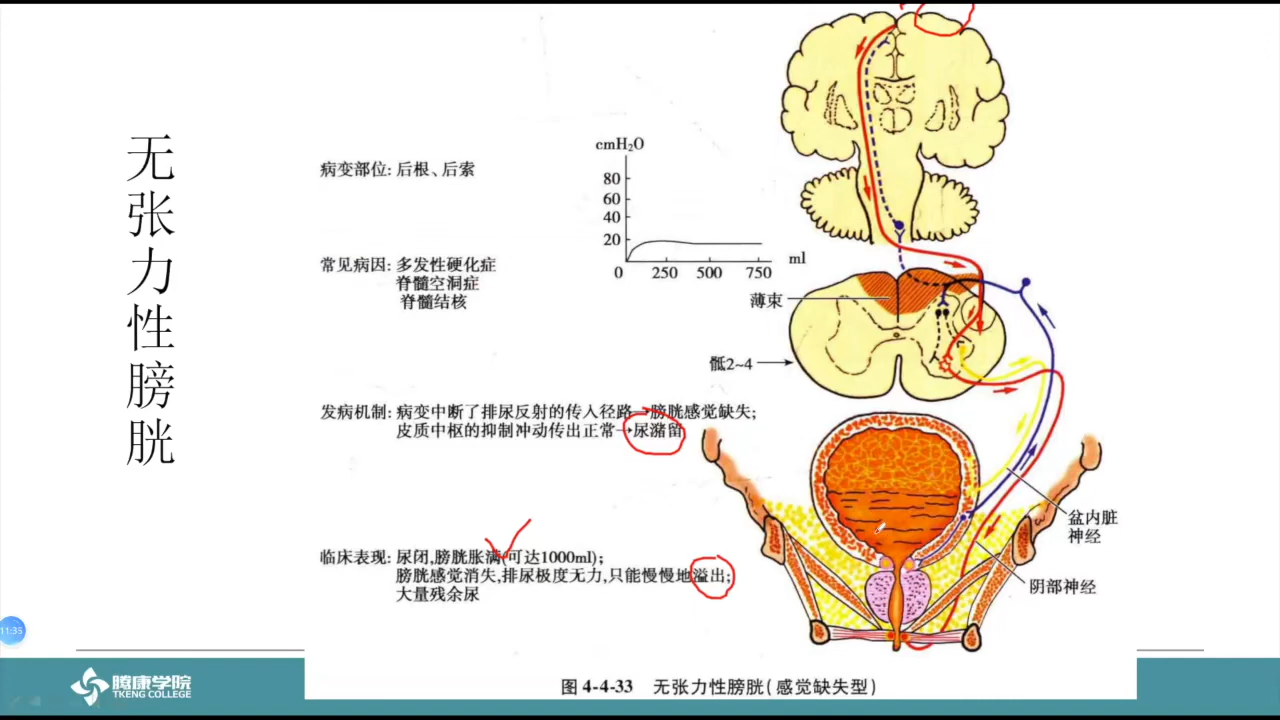 无张力性膀胱
病变部位: 后根、后索
常见病因: 多发性硬化症
脊髓空洞症
脊髓结核
发病机制: 病变中断了排尿反射的传入径路→膀胱感觉缺失;
皮质中枢的抑制冲动传出正常→尿潴留
临床表现: 尿闭,膀胱胀满(可达1000ml);
膀胱感觉消失,排尿极度无力,只能慢慢地溢出;
大量残余尿
cmH₂O
80
60
40
20
0 250 500 750 ml
薄束
骶2~4
盆内脏
神经
阴部神经
11:35
腾康学院
TKENG COLLEGE
图 4-4-33 无张力性膀胱(感觉缺失型)